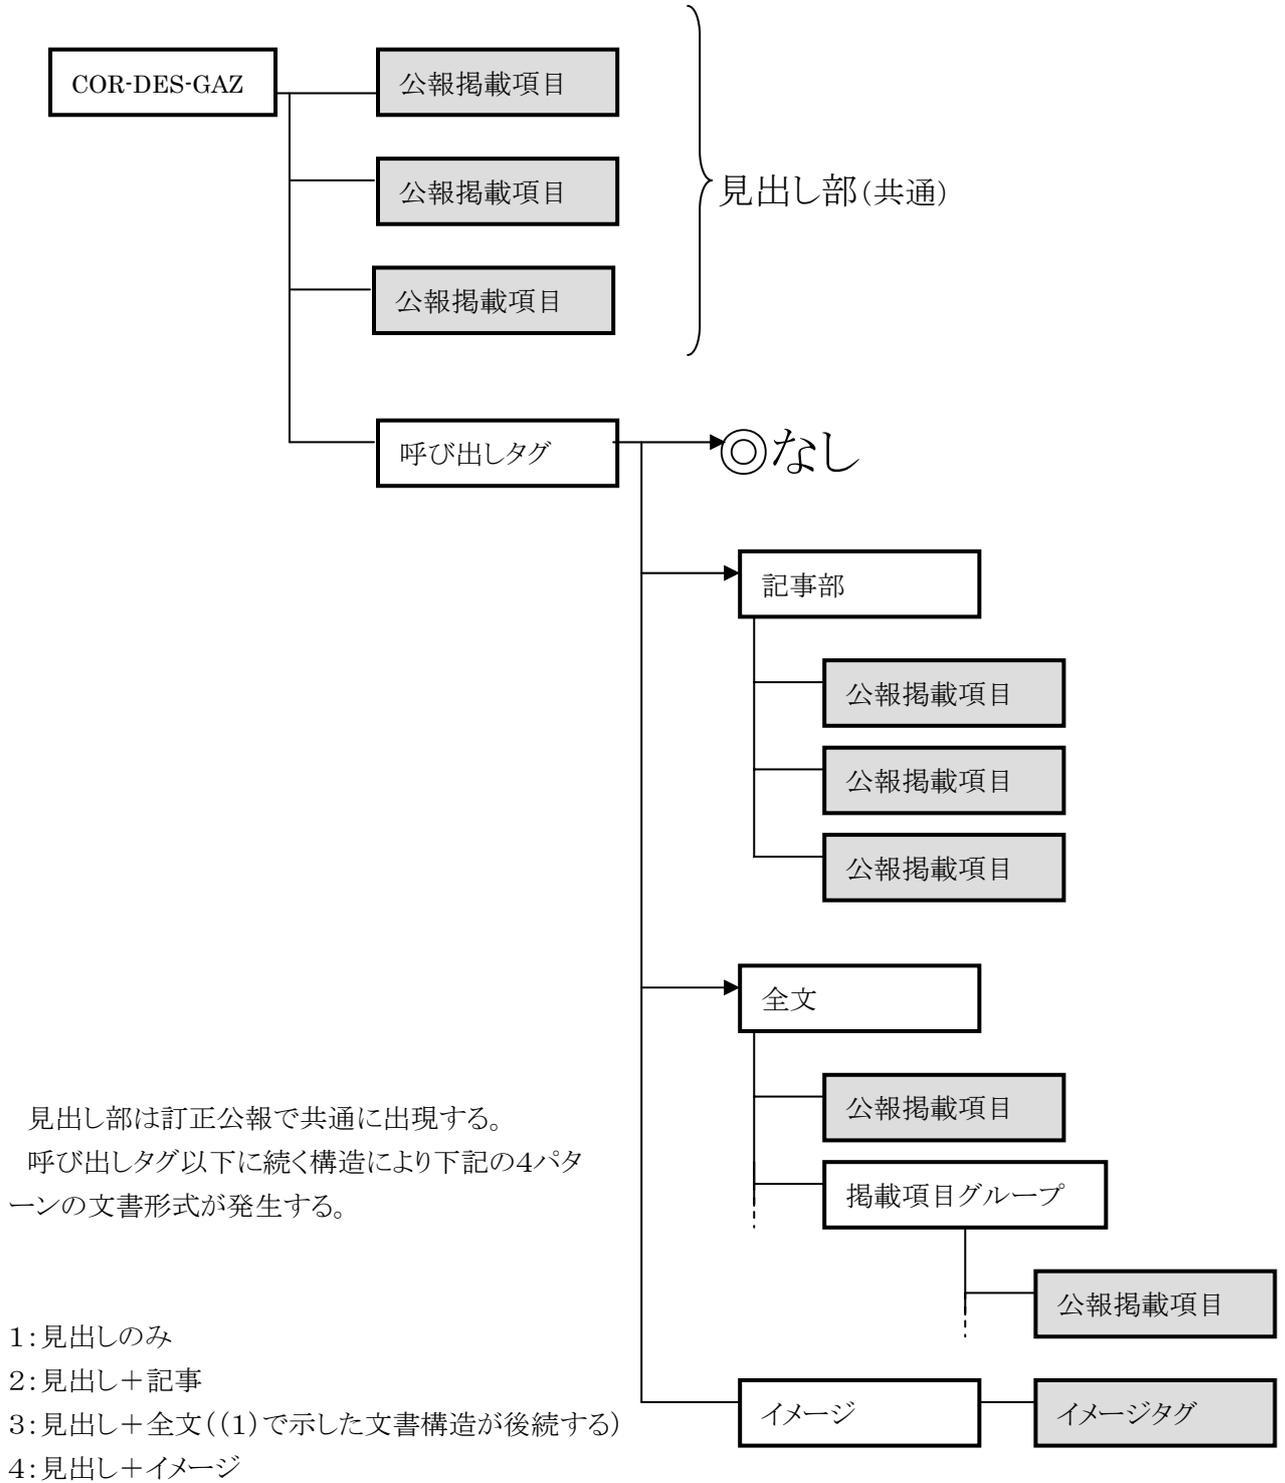 COR-DES-GAZ
公報掲載項目
公報掲載項目
見出し部(共通)
公報掲載項目
呼び出しタグ
◎なし
記事部
公報掲載項目
公報掲載項目
公報掲載項目
全文
公報掲載項目
掲載項目グループ
公報掲載項目
イメージ
イメージタグ
見出し部は訂正公報で共通に出現する。
呼び出しタグ以下に続く構造により下記の4パタ
ーンの文書形式が発生する。
1:見出しのみ
2:見出し+記事
3:見出し+全文((1)で示した文書構造が後続する)
4:見出し+イメージ